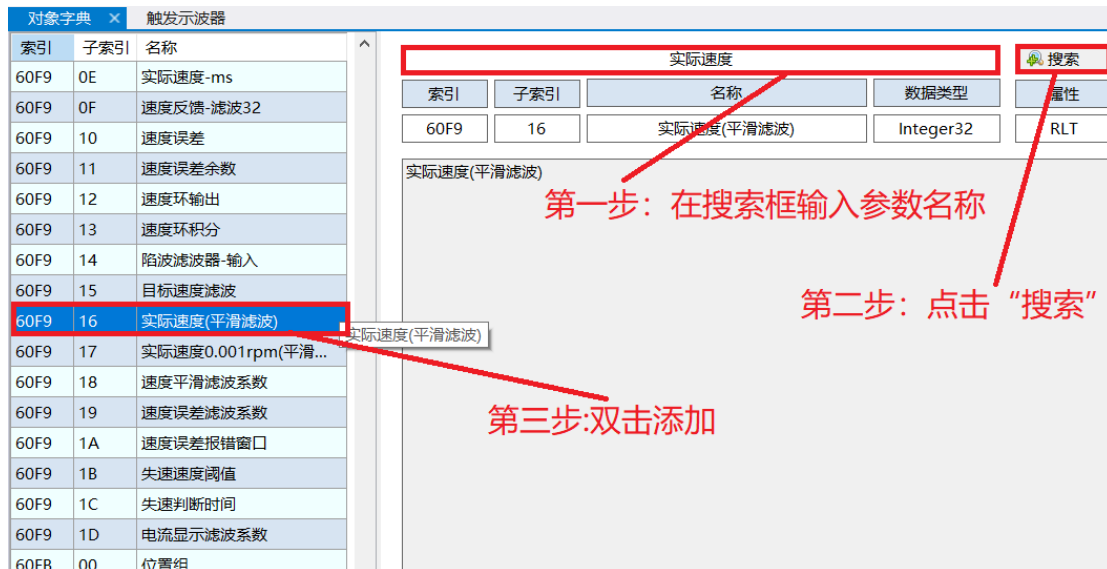 对象字典 × 触发示波器
索引 子索引 名称
60F9 0E 实际速度-ms
60F9 0F 速度反馈-滤波32
60F9 10 速度误差
60F9 11 速度误差余数
60F9 12 速度环输出
60F9 13 速度环积分
60F9 14 陷波滤波器-输入
60F9 15 目标速度滤波
60F9 16 实际速度(平滑滤波)
60F9 17 实际速度0.001rpm(平滑...
60F9 18 速度平滑滤波系数
60F9 19 速度误差滤波系数
60F9 1A 速度误差报错窗口
60F9 1B 失速速度阈值
60F9 1C 失速判断时间
60F9 1D 电流显示滤波系数
60FB 00 位置组
实际速度(平滑滤波)
实际速度 搜索
索引 子索引 名称 数据类型 属性
60F9 16 实际速度(平滑滤波) Integer32 RLT
实际速度(平滑滤波)
第一步：在搜索框输入参数名称
第二步：点击“搜索”
第三步:双击添加